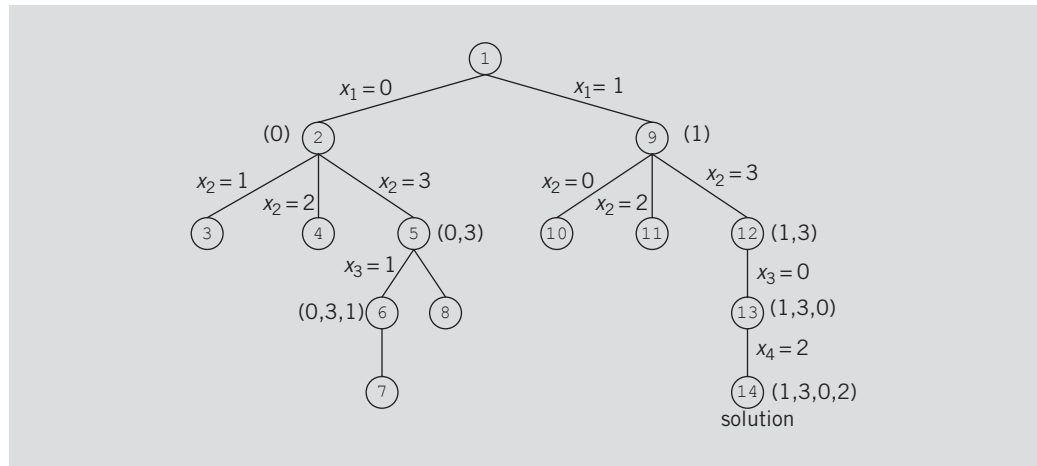 1
x₁ = 0
x₁ = 1
(0) 2
9 (1)
x₂ = 1
x₂ = 2
x₂ = 3
x₂ = 0
x₂ = 2
x₂ = 3
3
4
5 (0,3)
10
11
12 (1,3)
x₃ = 1
x₃ = 0
(0,3,1) 6
8
13 (1,3,0)
x₄ = 2
7
14 (1,3,0,2)
solution